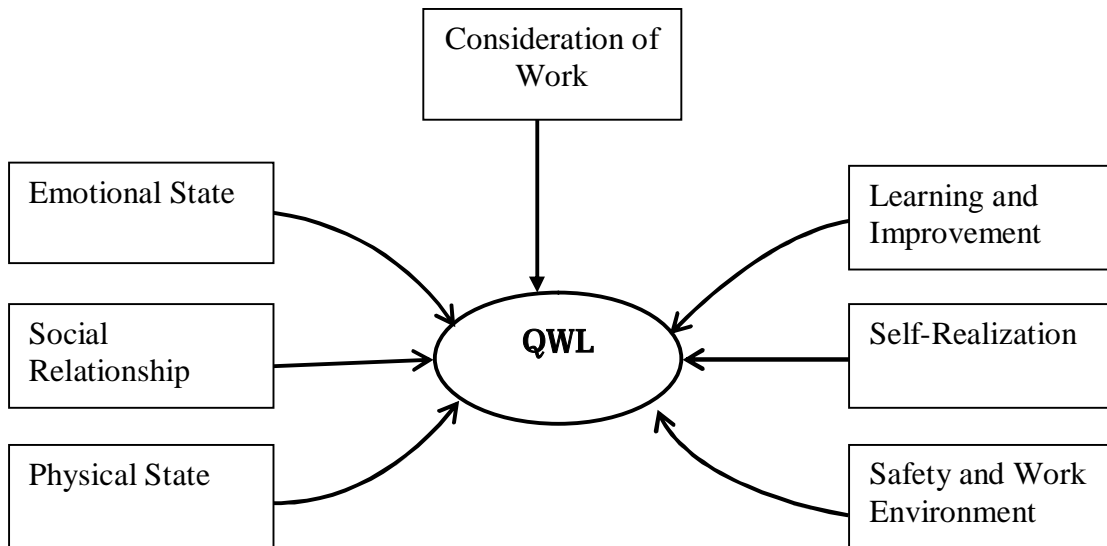 Consideration of
Work
Emotional State
Learning and
Improvement
Social
Relationship
QWL
Self-Realization
Physical State
Safety and Work
Environment